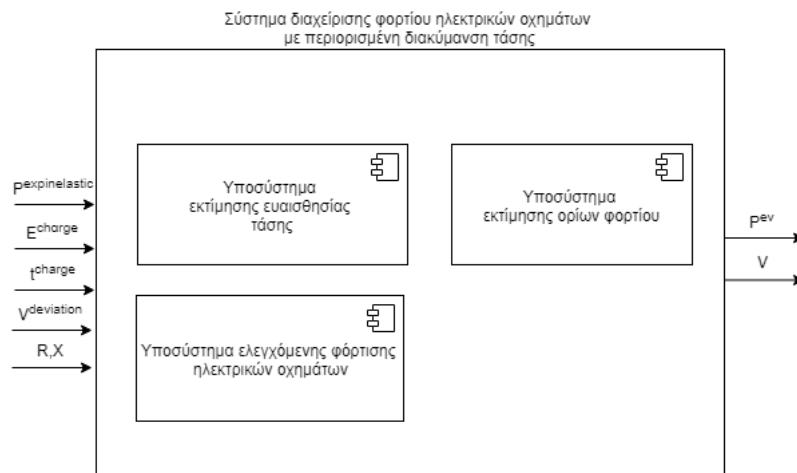 Σύστημα διαχείρισης φορτίου ηλεκτρικών οχημάτων
με περιορισμένη διακύμανση τάσης
Pexpinelastic
Echarge
tcharge
Vdeviation
R,X
Υποσύστημα
εκτίμησης ευαισθησίας
τάσης
Υποσύστημα
εκτίμησης ορίων φορτίου
Υποσύστημα ελεγχόμενης φόρτισης
ηλεκτρικών οχημάτων
Pev
V